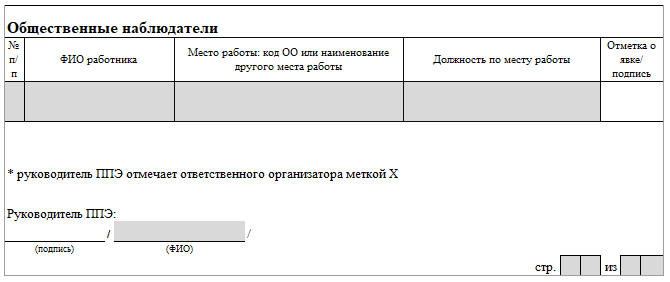 Общественные наблюдатели
№ п/п
ФИО работника
Место работы: код ОО или наименование
другого места работы
Должность по месту работы
Отметка о
явке/
подпись
* руководитель ППЭ отмечает ответственного организатора меткой Х
Руководитель ППЭ:
/ /
(подпись) (ФИО)
стр. из